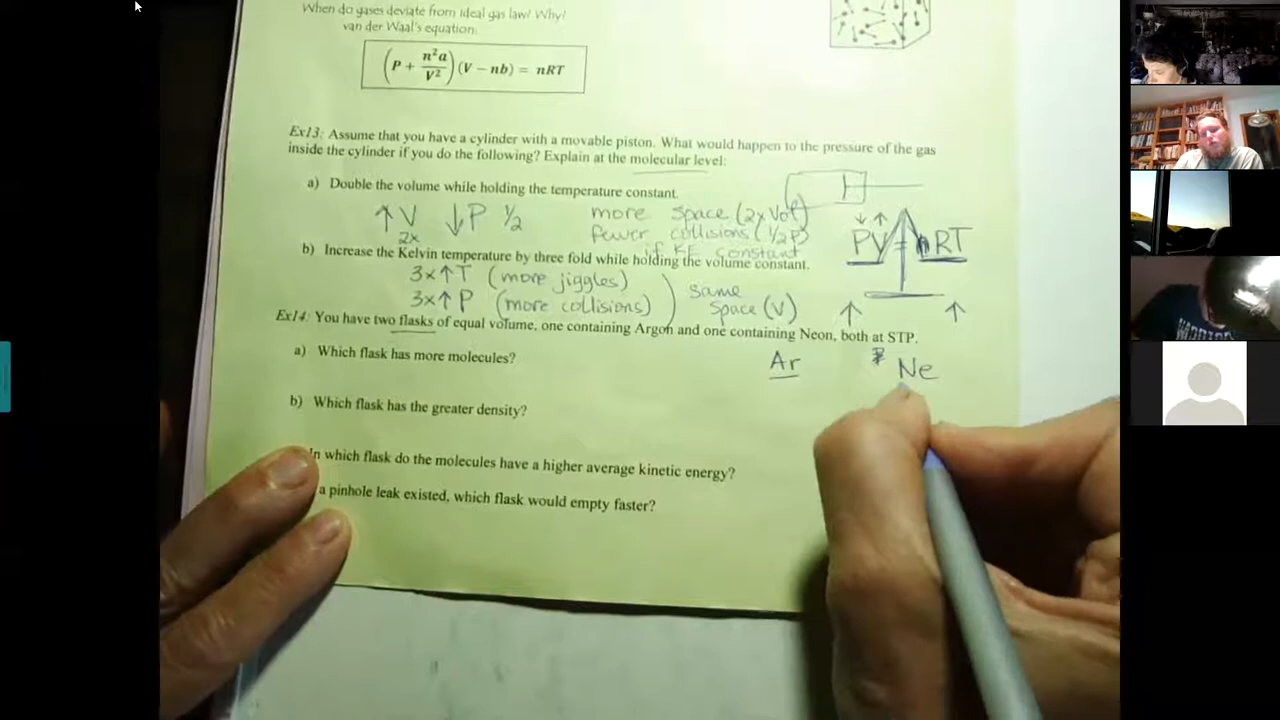 When do gases deviate from ideal gas law? Why?
van der Waal's equation:
(P + n²a/V²) (V − nb) = nRT
Ex13: Assume that you have a cylinder with a movable piston. What would happen to the pressure of the gas
inside the cylinder if you do the following? Explain at the molecular level:
a) Double the volume while holding the temperature constant.
↑V ↓P 1/2 more space (2x Vol)
2x fewer collisions (1/2 P)
if KE constant
↓ ↑
PV = nRT
b) Increase the Kelvin temperature by three fold while holding the volume constant.
3x ↑ T (more jiggles)
3x ↑ P (more collisions)
same
space (V)
↑ ↑
Ex14: You have two flasks of equal volume, one containing Argon and one containing Neon, both at STP.
a) Which flask has more molecules?
Ar Ne
b) Which flask has the greater density?
In which flask do the molecules have a higher average kinetic energy?
a pinhole leak existed, which flask would empty faster?